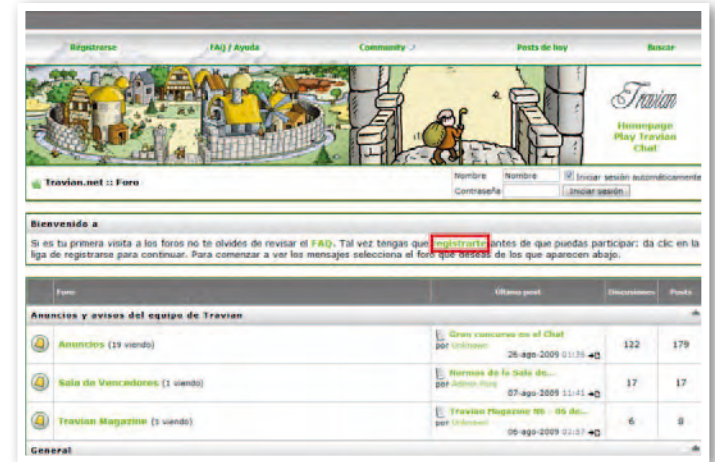 Registrarse FAQ / Ayuda Community Posts de hoy Buscar
Travian
Homepage
Play Travian
Chat
Travian.net :: Foro
Nombre Nombre Iniciar sesión automáticamente
Contraseña Iniciar sesión
Bienvenido a
Si es tu primera visita a los foros no te olvides de revisar el FAQ. Tal vez tengas que registrarte antes de que puedas participar: da clic en la
liga de registrarse para continuar. Para comenzar a ver los mensajes selecciona el foro que deseas de los que aparecen abajo.
Foro Último post Discusiones Posts
Anuncios y avisos del equipo de Travian
Anuncios (19 viendo)
Gran concurso en el Chat
por Unknown
26-ago-2009 01:35
122 179
Sala de Vencedores (1 viendo)
Normas de la Sala de...
por Admin Foro
07-ago-2009 11:41
17 17
Travian Magazine (1 viendo)
Travian Magazine N6 - 06 de...
por Unknown
06-ago-2009
6 8
General